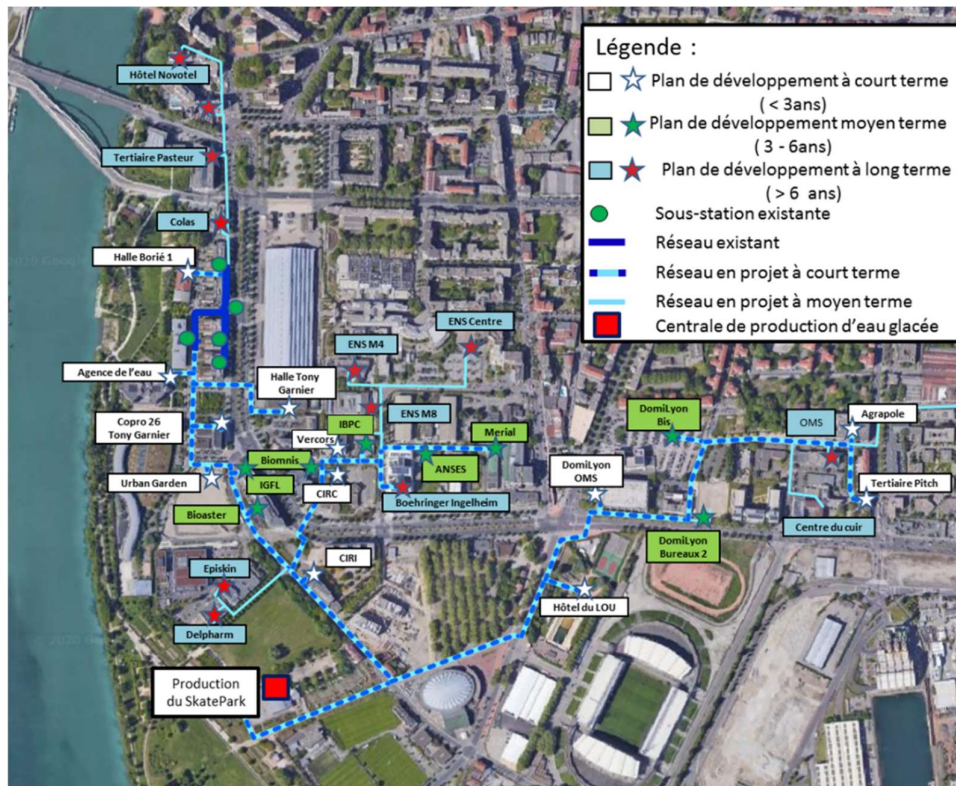 Légende :
Plan de développement à court terme
( < 3ans)
Plan de développement moyen terme
( 3 - 6ans)
Plan de développement à long terme
( > 6 ans)
Sous-station existante
Réseau existant
Réseau en projet à court terme
Réseau en projet à moyen terme
Centrale de production d'eau glacée
Hôtel Novotel
Tertiaire Pasteur
Colas
Halle Borié 1
Agence de l'eau
Copro 26
Tony Garnier
Urban Garden
Halle Tony
Garnier
ENS M4
ENS Centre
ENS M8
IBPC
Vercors
Biomnis
IGFL
CIRC
Bioaster
Merial
ANSES
Boehringer Ingelheim
CIRI
Episkin
Delpharm
Production
du SkatePark
DomiLyon
OMS
DomiLyon
Bis
DomiLyon
Bureaux 2
Hôtel du LOU
OMS
Agrapole
Tertiaire Pitch
Centre du cuir